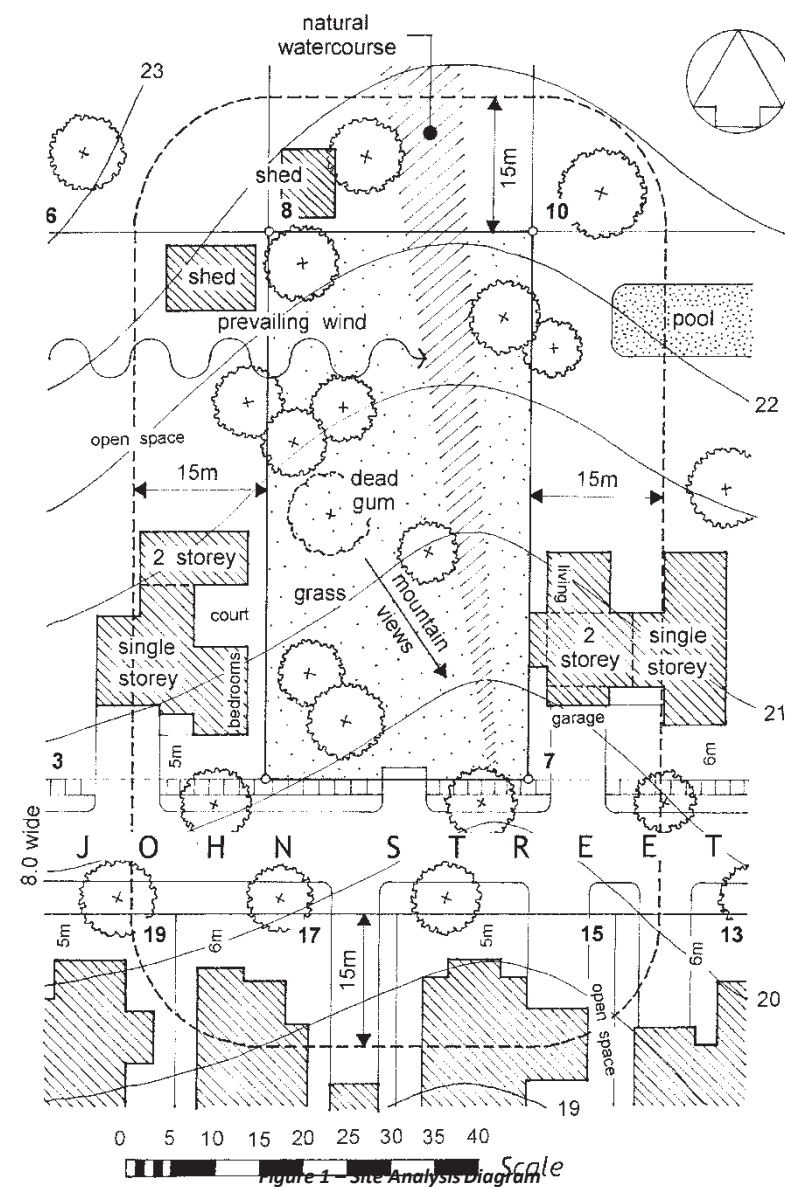 natural
watercourse
23
15m
shed
6
8
10
shed
pool
prevailing wind
22
open space
15m
15m
dead
gum
2 storey
living
grass
mountain
views
court
single
storey
2
storey
single
storey
bedrooms
21
garage
3
5m
7
6m
8.0 wide
JOHN STREET
5m
19
6m
17
15m
5m
15
13
6m
open space
20
19
0 5 10 15 20 25 30 35 40
Scale
Figure 1 – Site Analysis Diagram